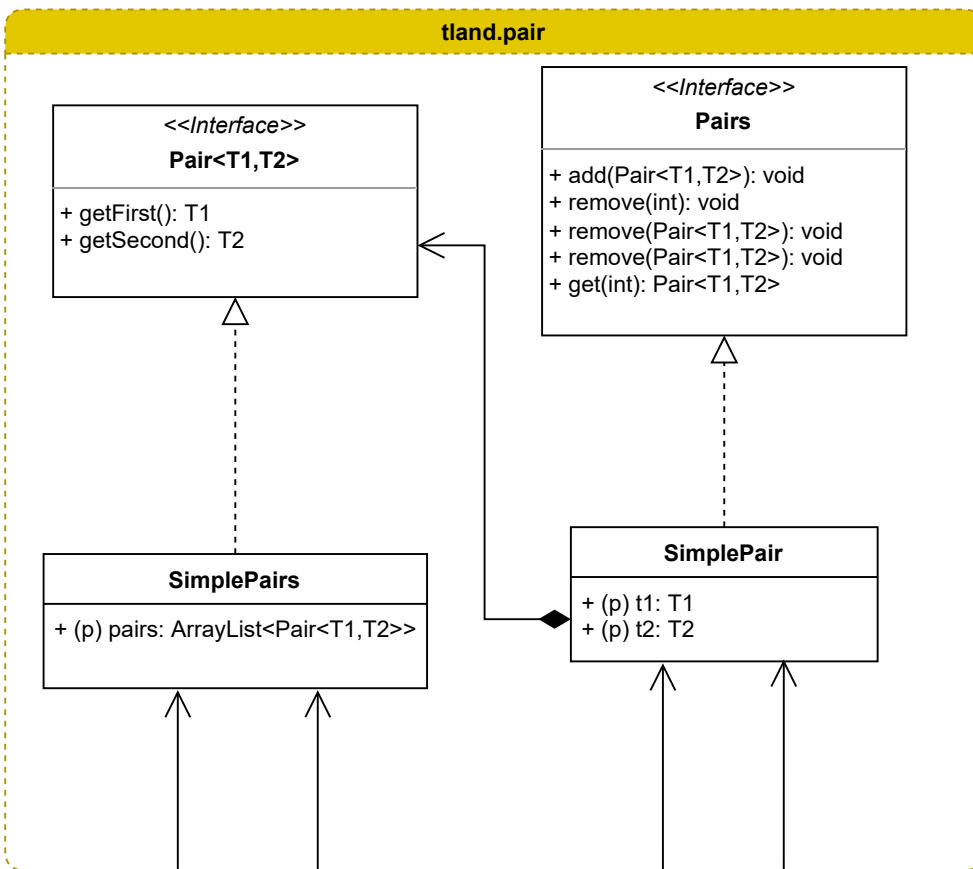 tland.pair
<<Interface>>
Pair<T1,T2>
+ getFirst(): T1
+ getSecond(): T2
<<Interface>>
Pairs
+ add(Pair<T1,T2>): void
+ remove(int): void
+ remove(Pair<T1,T2>): void
+ remove(Pair<T1,T2>): void
+ get(int): Pair<T1,T2>
SimplePairs
+ (p) pairs: ArrayList<Pair<T1,T2>>
SimplePair
+ (p) t1: T1
+ (p) t2: T2